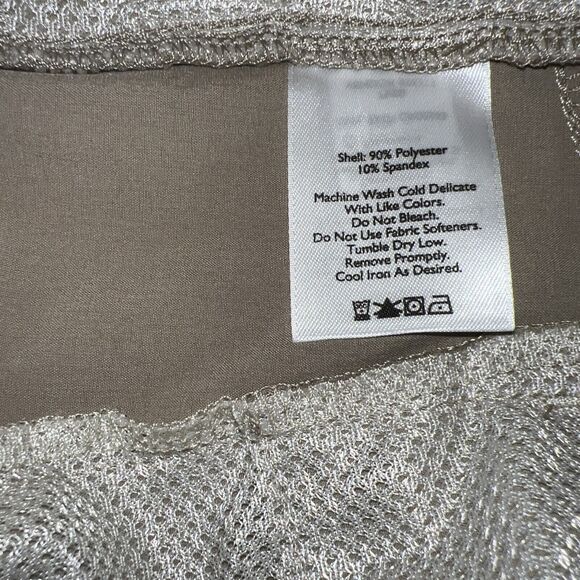 Shell: 90% Polyester
10% Spandex
Machine Wash Cold Delicate
With Like Colors.
Do Not Bleach.
Do Not Use Fabric Softeners.
Tumble Dry Low.
Remove Promptly.
Cool Iron As Desired.